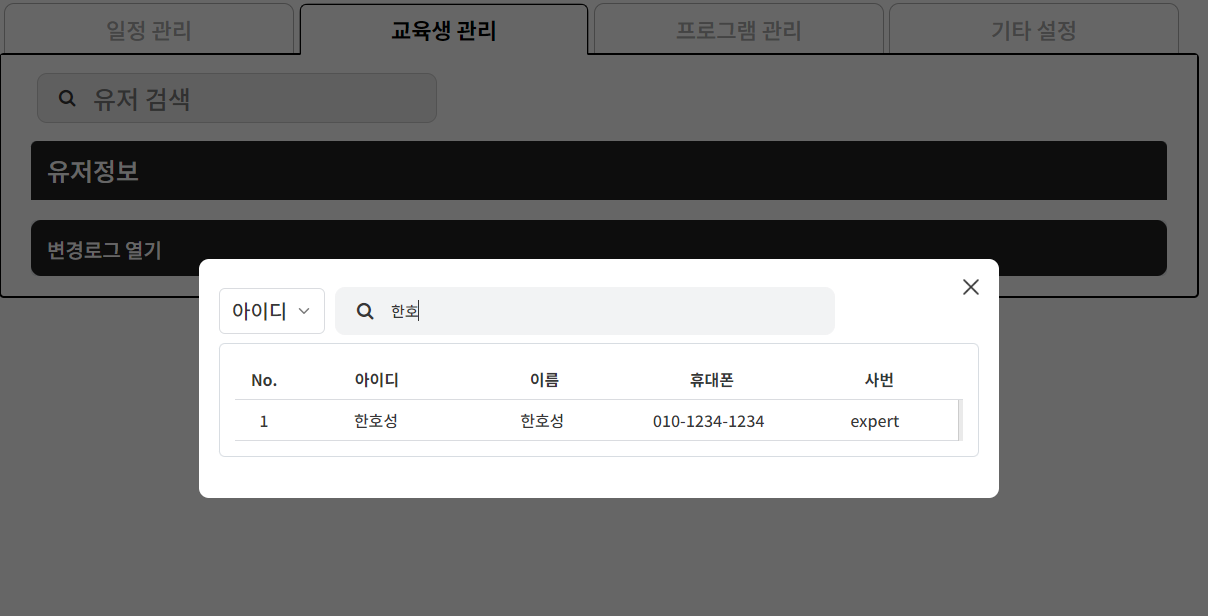 일정 관리 교육생 관리 프로그램 관리 기타 설정
유저 검색
유저정보
변경로그 열기
아이디 한호
No. 아이디 이름 휴대폰 사번
1 한호성 한호성 010-1234-1234 expert